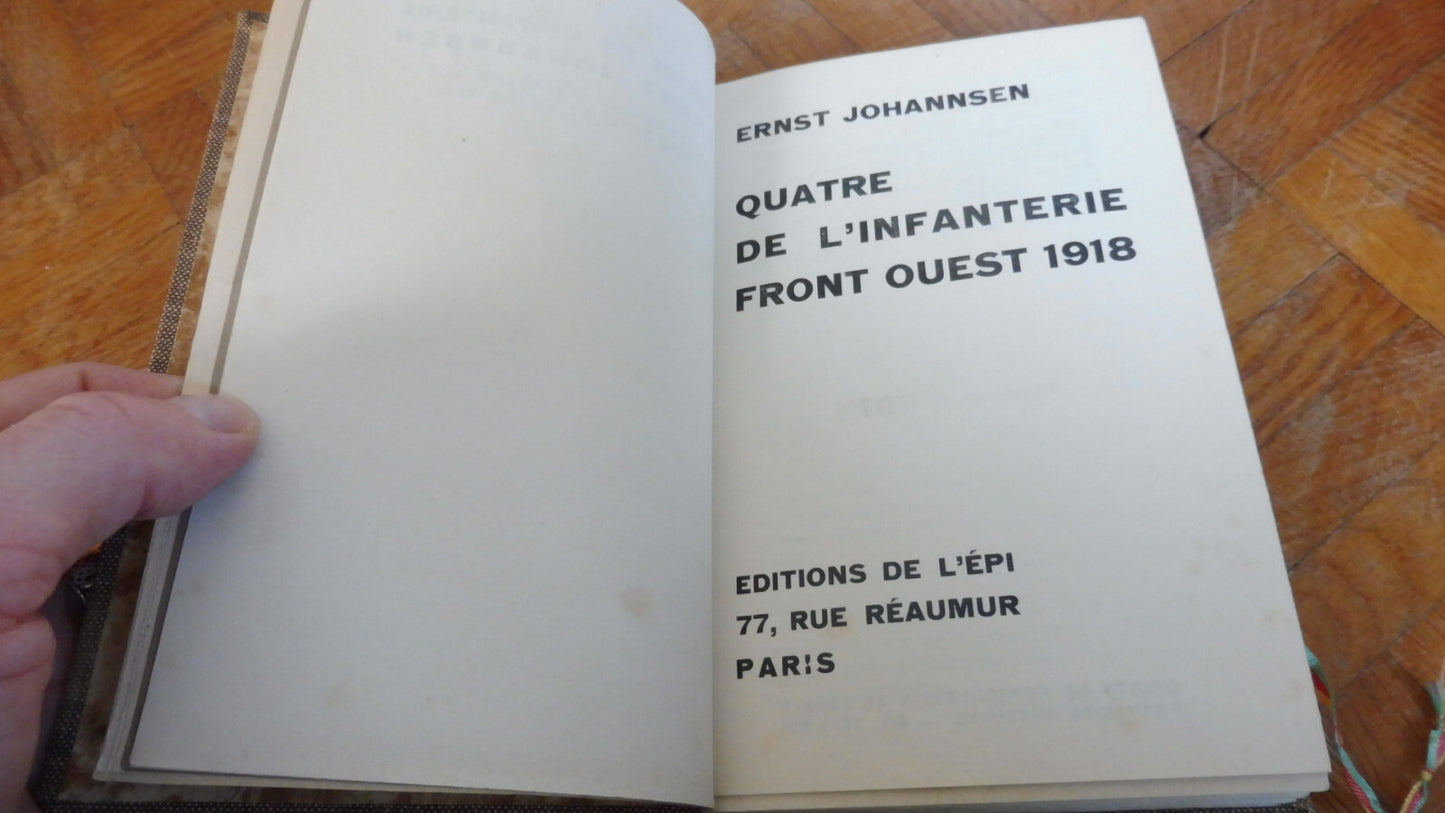 ERNST JOHANNSEN
QUATRE
DE L'INFANTERIE
FRONT OUEST 1918
EDITIONS DE L'ÉPI
77, RUE RÉAUMUR
PARIS